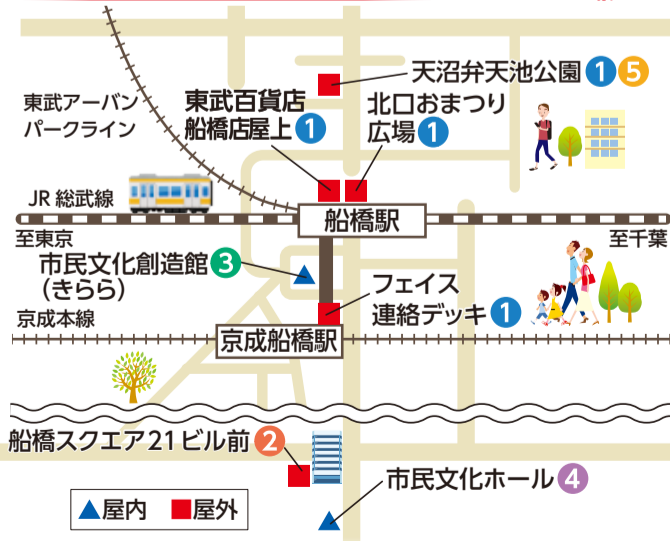 天沼弁天池公園 1 5
東武アーバン
パークライン
東武百貨店
船橋店屋上 1
北口おまつり
広場 1
JR 総武線
船橋駅
至東京
至千葉
市民文化創造館 3
(きらら)
フェイス
連絡デッキ 1
京成本線
京成船橋駅
船橋スクエア21ビル前 2
市民文化ホール 4
▲屋内 ■屋外